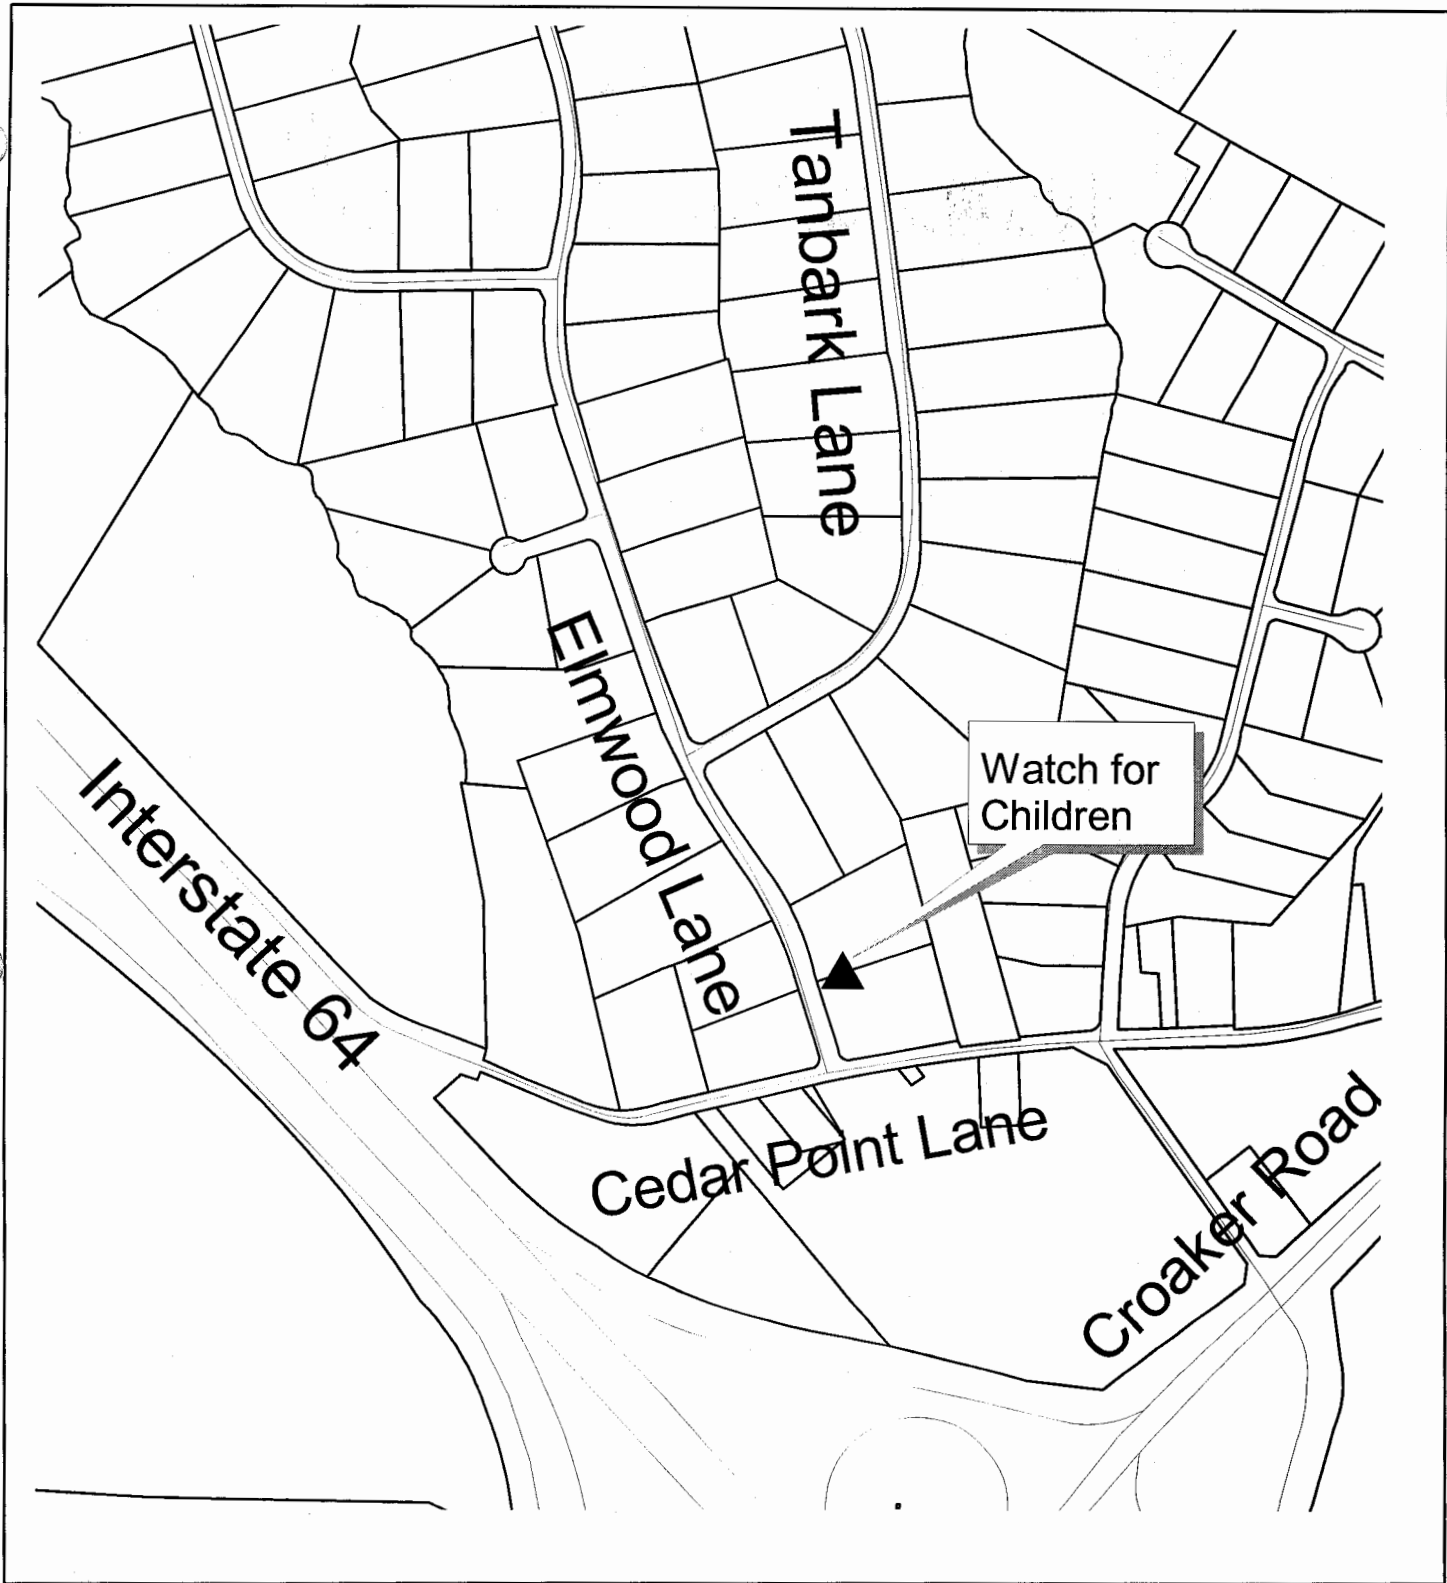 Tanbark Lane
Elmwood Lane
Watch for
Children
Interstate 64
Cedar Point Lane
Croaker Road